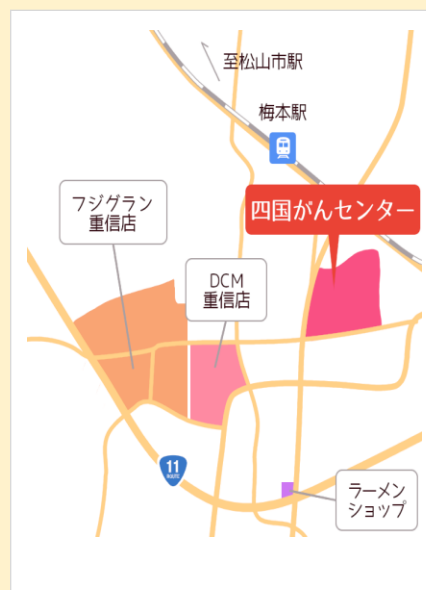 至松山市駅
梅本駅
四国がんセンター
フジグラン
重信店
DCM
重信店
11
ROUTE
ラーメン
ショップ